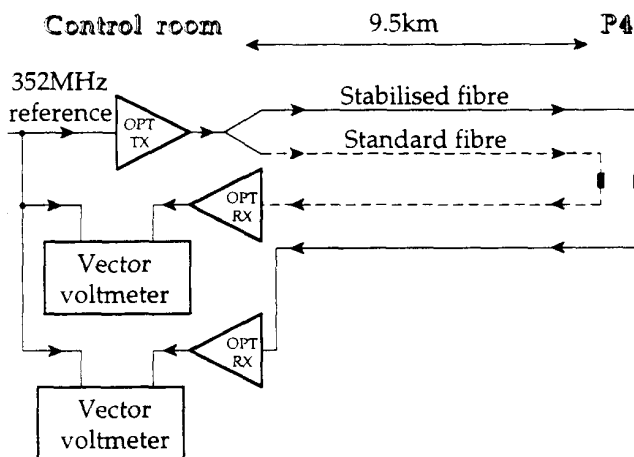 Control room
9.5km
P4
352MHz
reference
OPT
TX
Stabilised fibre
Standard fibre
OPT
RX
Vector
voltmeter
OPT
RX
Vector
voltmeter